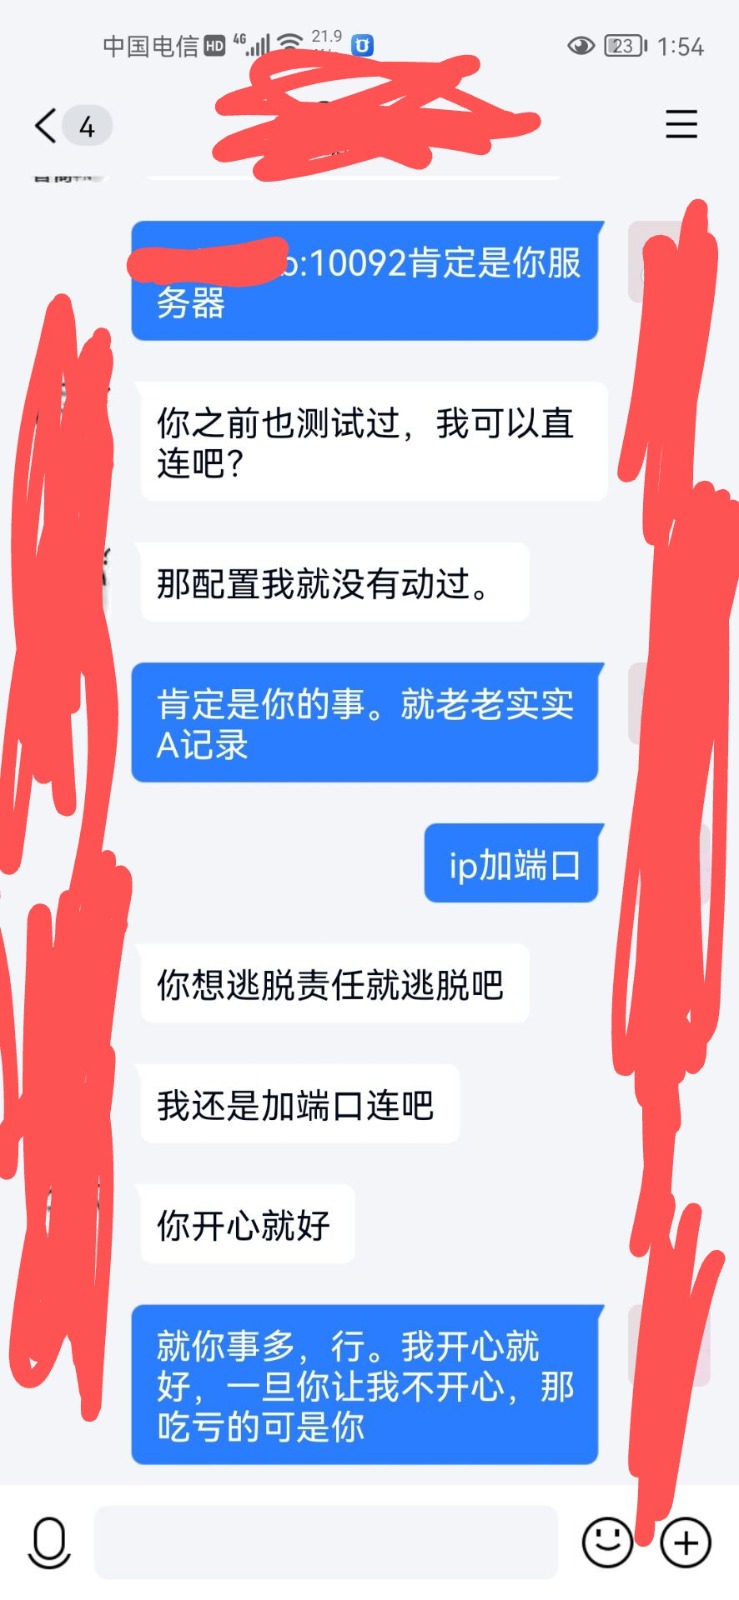 中国电信 HD 4G 21.9 23 1:54
4
:10092肯定是你服
务器
你之前也测试过，我可以直
连吧？
那配置我就没有动过。
肯定是你的事。就老老实实
A记录
ip加端口
你想逃脱责任就逃脱吧
我还是加端口连吧
你开心就好
就你事多，行。我开心就
好，一旦你让我不开心，那
吃亏的可是你